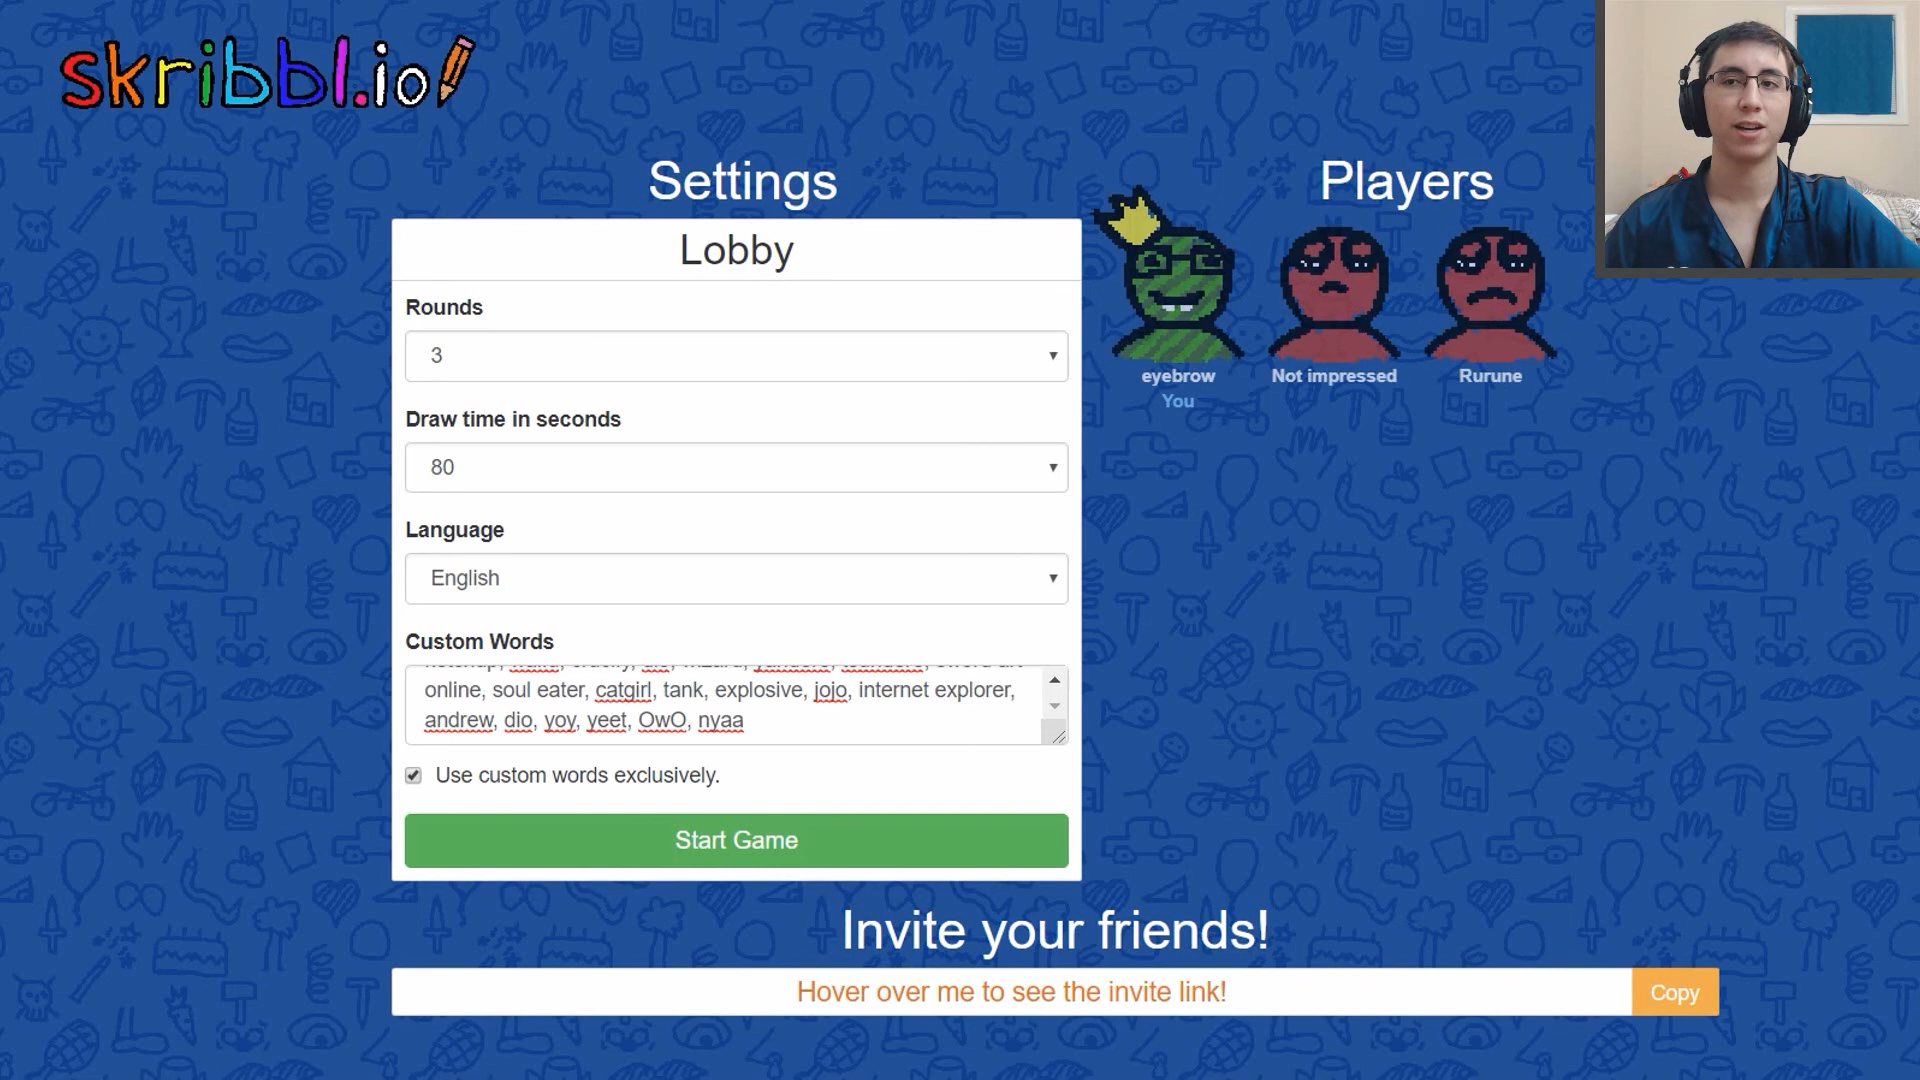 skribbl.io
Settings
Players
Lobby
Rounds
3
eyebrow
Not impressed
Rurune
You
Draw time in seconds
80
Language
English
Custom Words
online, soul eater, catgirl, tank, explosive, jojo, internet explorer,
andrew, dio, yoy, yeet, OwO, nyaa
Use custom words exclusively.
Start Game
Invite your friends!
Hover over me to see the invite link!
Copy